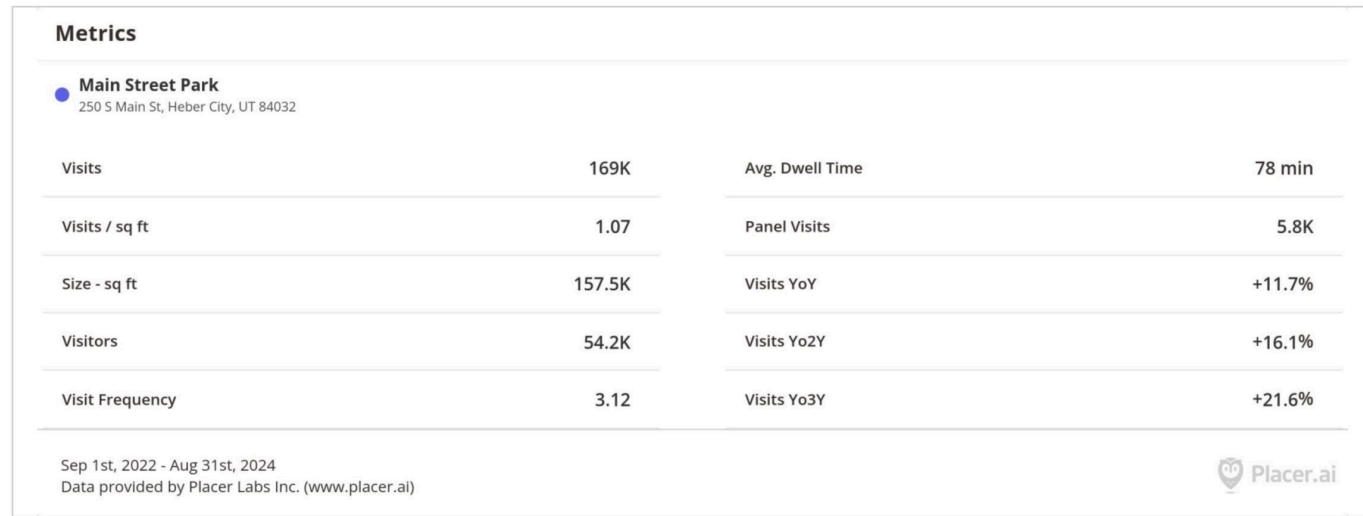 Metrics
Main Street Park
250 S Main St, Heber City, UT 84032
Visits 169K
Visits / sq ft 1.07
Size - sq ft 157.5K
Visitors 54.2K
Visit Frequency 3.12
Avg. Dwell Time 78 min
Panel Visits 5.8K
Visits YoY +11.7%
Visits Yo2Y +16.1%
Visits Yo3Y +21.6%
Sep 1st, 2022 - Aug 31st, 2024
Data provided by Placer Labs Inc. (www.placer.ai)
Placer.ai